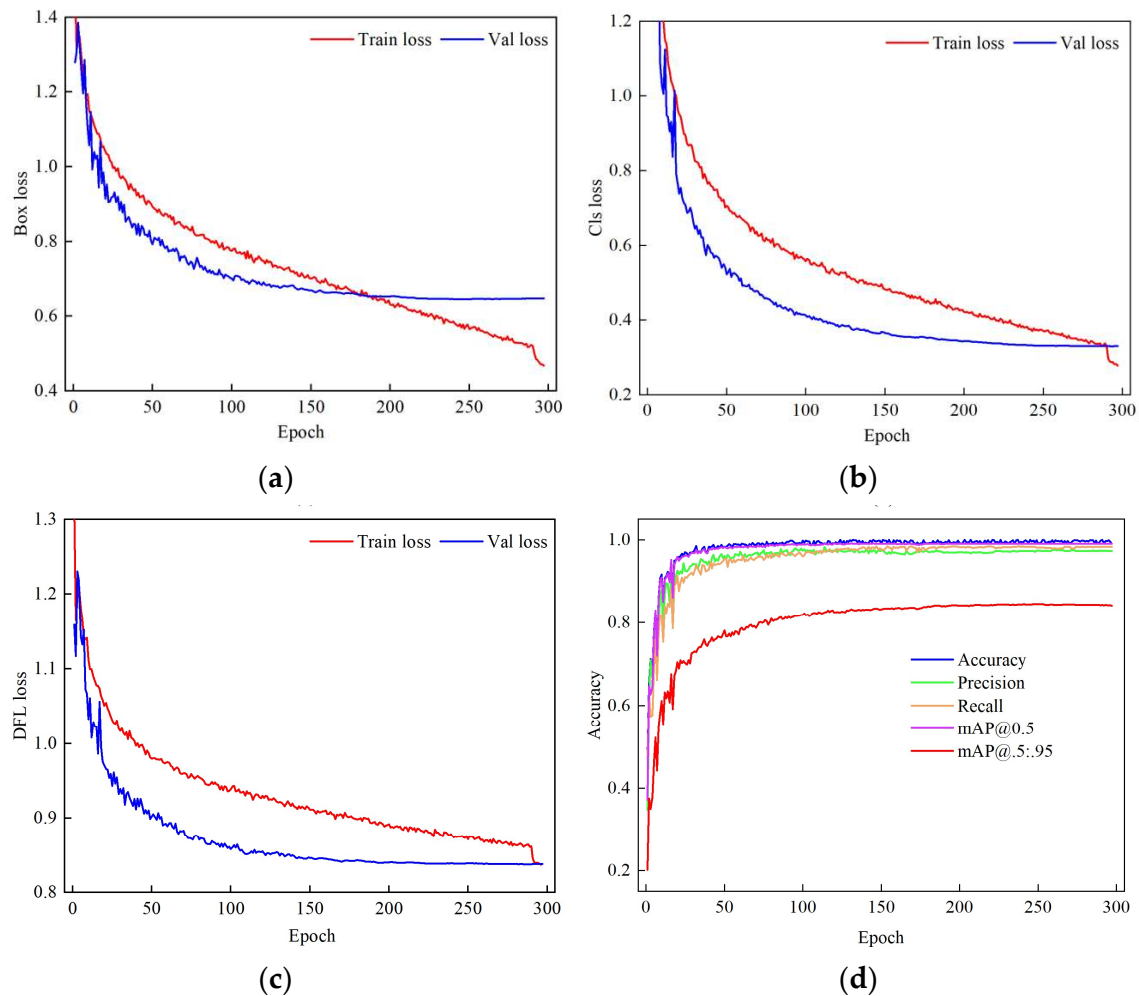 1.4
Train loss
Val loss
1.2
1.0
0.8
0.6
0.4
Box loss
0
50
100
150
200
250
300
Epoch
(a)
1.2
Train loss
Val loss
1.0
0.8
0.6
0.4
0.2
Cls loss
0
50
100
150
200
250
300
Epoch
(b)
1.3
Train loss
Val loss
1.2
1.1
1.0
0.9
0.8
DFL loss
0
50
100
150
200
250
300
Epoch
(c)
1.0
0.8
0.6
0.4
0.2
Accuracy
Accuracy
Precision
Recall
mAP@0.5
mAP@.5:.95
0
50
100
150
200
250
300
Epoch
(d)